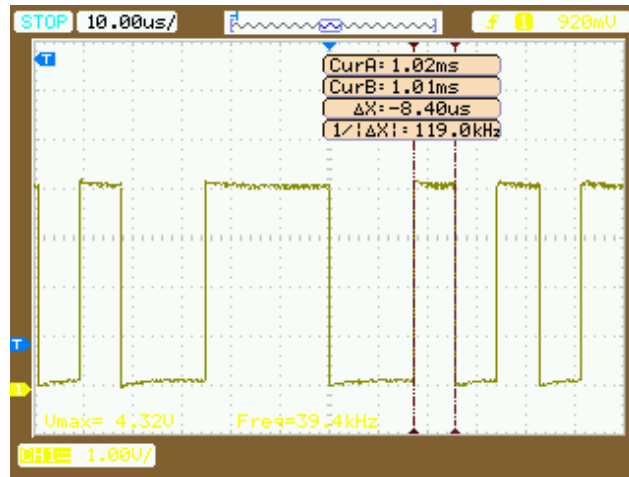 STOP 10.00us/ 1 920mV
T
CurA: 1.02ms
CurB: 1.01ms
ΔX:-8.40us
1/|ΔX|: 119.0kHz
T
1
Vmax= 4.32V Freq=39.4kHz
CH1 1.00V/